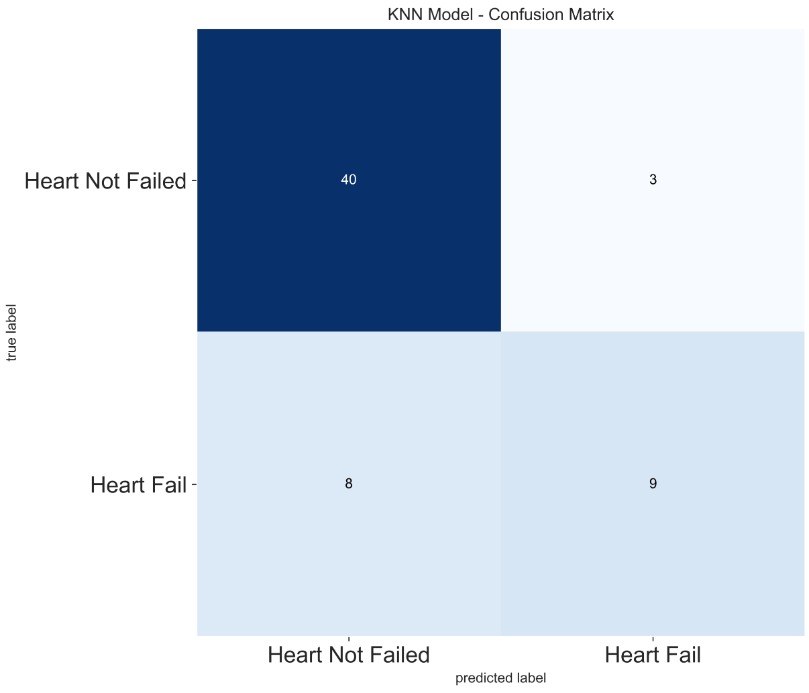 KNN Model - Confusion Matrix
Heart Not Failed
40
3
true label
Heart Fail
8
9
Heart Not Failed
Heart Fail
predicted label